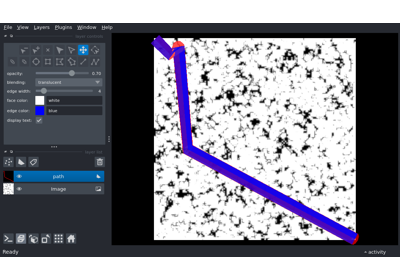 File View Layers Plugins Window Help
opacity: 0.70
blending: translucent
edge width:
face color: white
edge color: blue
display text:
path
Image
Ready
activity